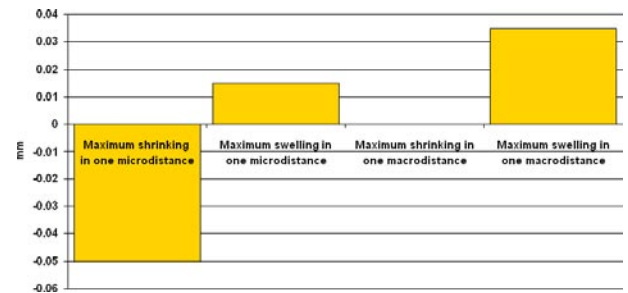 0.04
0.03
0.02
0.01
0
-0.01
-0.02
-0.03
-0.04
-0.05
-0.06
mm
Maximum shrinking
in one microdistance
Maximum swelling in
one microdistance
Maximum shrinking in
one macrodistance
Maximum swelling in
one macrodistance